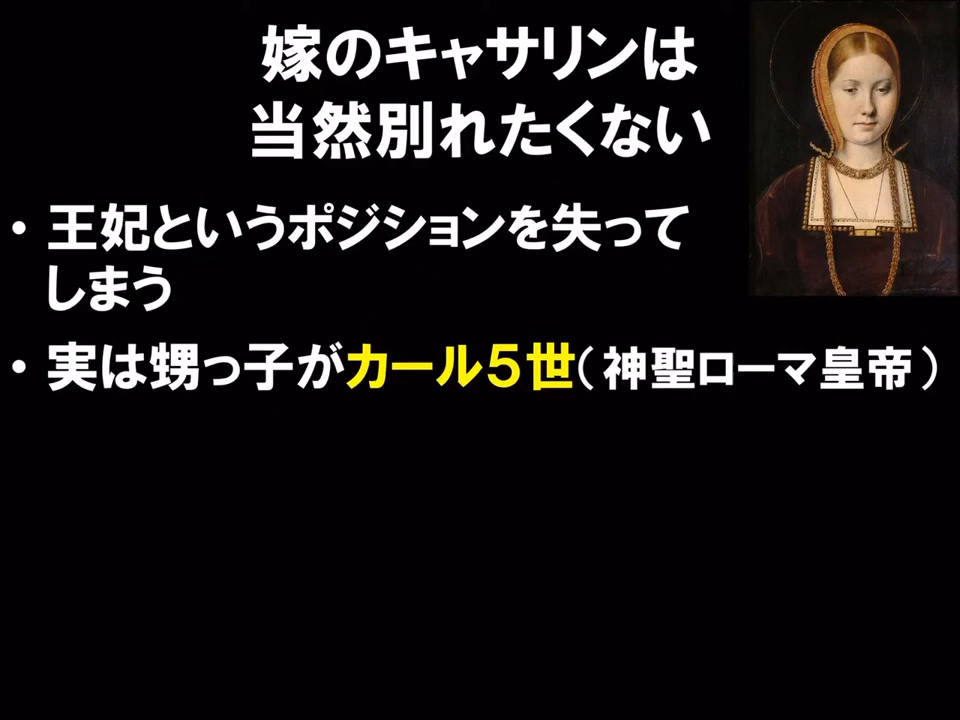 嫁のキャサリンは
当然別れたくない
• 王妃というポジションを失って
しまう
• 実は甥っ子がカール５世（神聖ローマ皇帝）